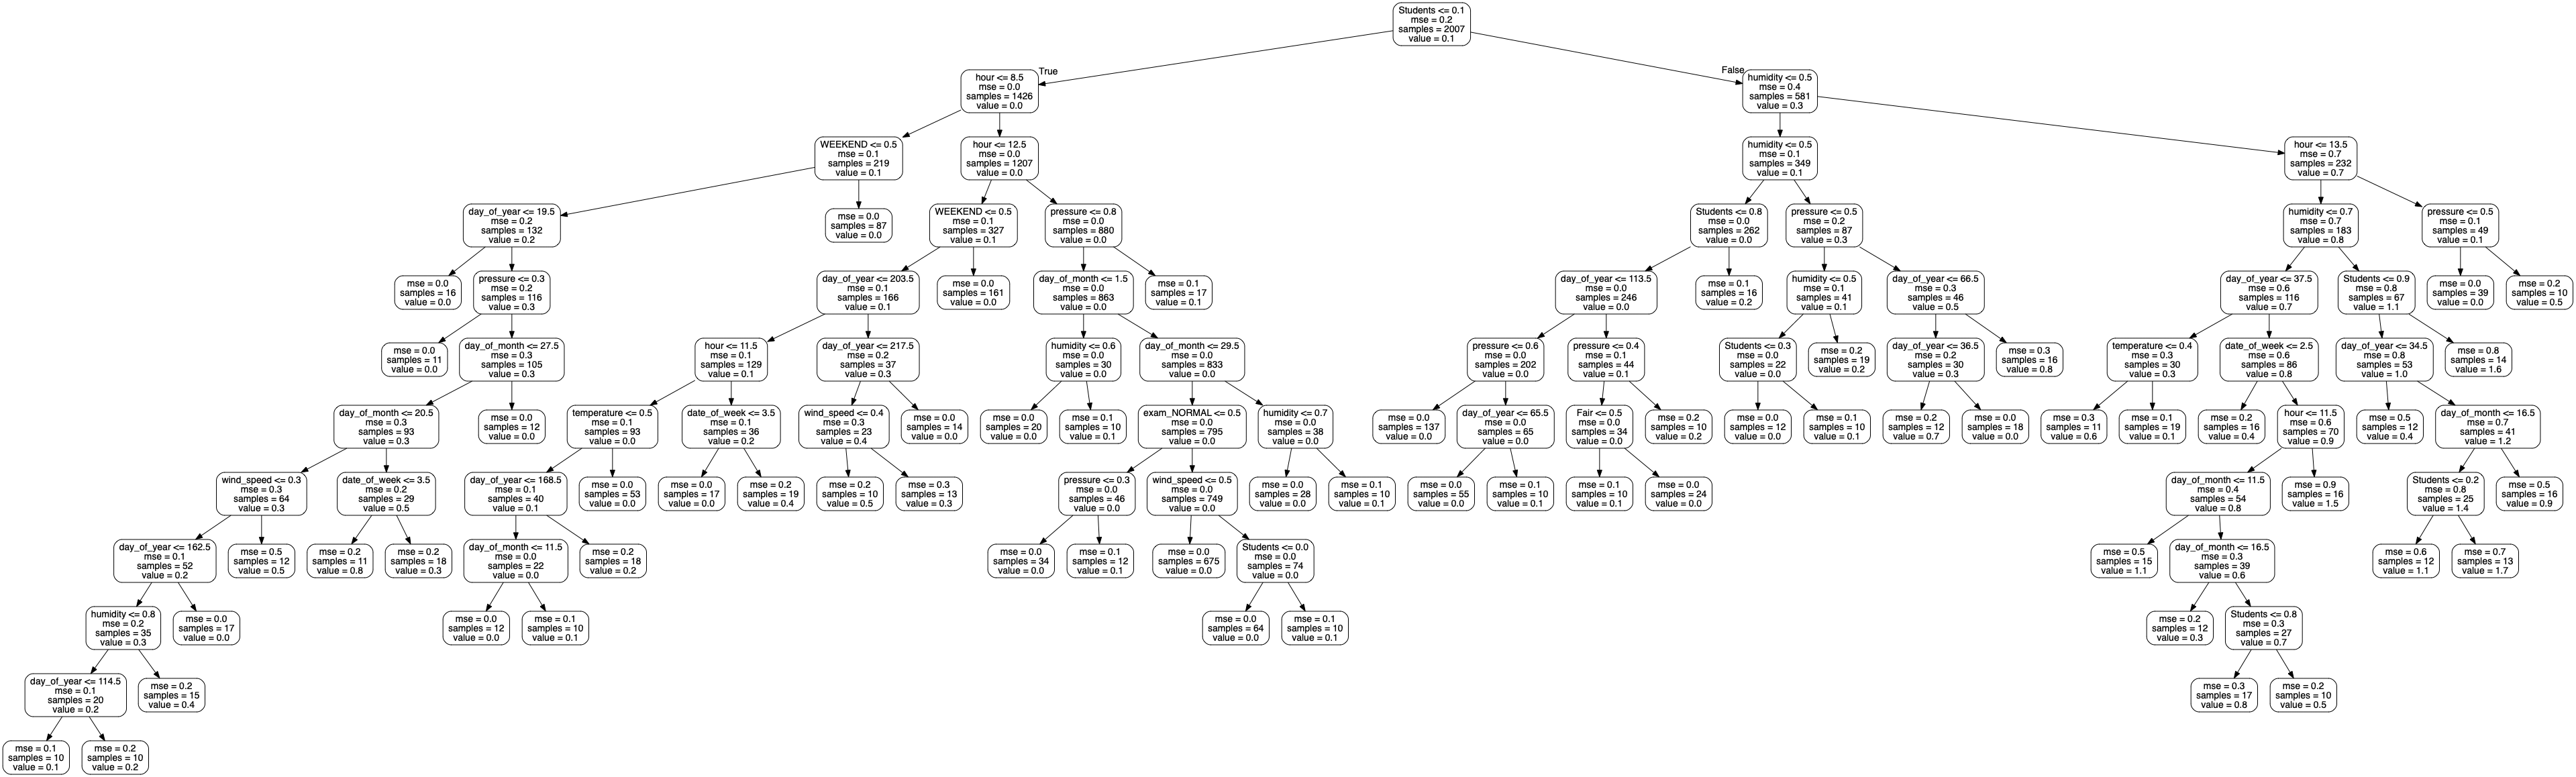 Students <= 0.1
mse = 0.2
samples = 2007
value = 0.1
True
False
hour <= 8.5
mse = 0.0
samples = 1426
value = 0.0
humidity <= 0.5
mse = 0.4
samples = 581
value = 0.3
WEEKEND <= 0.5
mse = 0.1
samples = 219
value = 0.1
hour <= 12.5
mse = 0.0
samples = 1207
value = 0.0
humidity <= 0.5
mse = 0.1
samples = 349
value = 0.1
hour <= 13.5
mse = 0.7
samples = 232
value = 0.7
day_of_year <= 19.5
mse = 0.2
samples = 132
value = 0.2
mse = 0.0
samples = 87
value = 0.0
WEEKEND <= 0.5
mse = 0.1
samples = 327
value = 0.1
pressure <= 0.8
mse = 0.0
samples = 880
value = 0.0
Students <= 0.8
mse = 0.0
samples = 262
value = 0.0
pressure <= 0.5
mse = 0.2
samples = 87
value = 0.3
humidity <= 0.7
mse = 0.7
samples = 183
value = 0.8
pressure <= 0.5
mse = 0.1
samples = 49
value = 0.1
mse = 0.0
samples = 16
value = 0.0
pressure <= 0.3
mse = 0.2
samples = 116
value = 0.3
day_of_year <= 203.5
mse = 0.1
samples = 166
value = 0.1
mse = 0.0
samples = 161
value = 0.0
day_of_month <= 1.5
mse = 0.0
samples = 863
value = 0.0
mse = 0.1
samples = 17
value = 0.1
day_of_year <= 113.5
mse = 0.0
samples = 246
value = 0.0
mse = 0.1
samples = 16
value = 0.2
humidity <= 0.5
mse = 0.1
samples = 41
value = 0.1
day_of_year <= 66.5
mse = 0.3
samples = 46
value = 0.5
day_of_year <= 37.5
mse = 0.6
samples = 116
value = 0.7
Students <= 0.9
mse = 0.8
samples = 67
value = 1.1
mse = 0.0
samples = 39
value = 0.0
mse = 0.2
samples = 10
value = 0.5
mse = 0.0
samples = 11
value = 0.0
day_of_month <= 27.5
mse = 0.3
samples = 105
value = 0.3
hour <= 11.5
mse = 0.1
samples = 129
value = 0.1
day_of_year <= 217.5
mse = 0.2
samples = 37
value = 0.3
humidity <= 0.6
mse = 0.0
samples = 30
value = 0.0
day_of_month <= 29.5
mse = 0.0
samples = 833
value = 0.0
pressure <= 0.6
mse = 0.0
samples = 202
value = 0.0
pressure <= 0.4
mse = 0.1
samples = 44
value = 0.1
Students <= 0.3
mse = 0.0
samples = 22
value = 0.0
mse = 0.2
samples = 19
value = 0.2
day_of_year <= 36.5
mse = 0.2
samples = 30
value = 0.3
mse = 0.3
samples = 16
value = 0.8
temperature <= 0.4
mse = 0.3
samples = 30
value = 0.3
date_of_week <= 2.5
mse = 0.6
samples = 86
value = 0.8
day_of_year <= 34.5
mse = 0.8
samples = 53
value = 1.0
mse = 0.8
samples = 14
value = 1.6
day_of_month <= 20.5
mse = 0.3
samples = 93
value = 0.3
mse = 0.0
samples = 12
value = 0.0
temperature <= 0.5
mse = 0.1
samples = 93
value = 0.0
date_of_week <= 3.5
mse = 0.1
samples = 36
value = 0.2
wind_speed <= 0.4
mse = 0.3
samples = 23
value = 0.4
mse = 0.0
samples = 14
value = 0.0
mse = 0.0
samples = 20
value = 0.0
mse = 0.1
samples = 10
value = 0.1
exam_NORMAL <= 0.5
mse = 0.0
samples = 795
value = 0.0
humidity <= 0.7
mse = 0.0
samples = 38
value = 0.0
mse = 0.0
samples = 137
value = 0.0
day_of_year <= 65.5
mse = 0.0
samples = 65
value = 0.0
Fair <= 0.5
mse = 0.0
samples = 34
value = 0.0
mse = 0.2
samples = 10
value = 0.2
mse = 0.0
samples = 12
value = 0.0
mse = 0.1
samples = 10
value = 0.1
mse = 0.2
samples = 12
value = 0.7
mse = 0.0
samples = 18
value = 0.0
mse = 0.3
samples = 11
value = 0.6
mse = 0.1
samples = 19
value = 0.1
mse = 0.2
samples = 16
value = 0.4
hour <= 11.5
mse = 0.6
samples = 70
value = 0.9
mse = 0.5
samples = 12
value = 0.4
day_of_month <= 16.5
mse = 0.7
samples = 41
value = 1.2
wind_speed <= 0.3
mse = 0.3
samples = 64
value = 0.3
date_of_week <= 3.5
mse = 0.2
samples = 29
value = 0.5
day_of_year <= 168.5
mse = 0.1
samples = 40
value = 0.1
mse = 0.0
samples = 53
value = 0.0
mse = 0.0
samples = 17
value = 0.0
mse = 0.2
samples = 19
value = 0.4
mse = 0.2
samples = 10
value = 0.5
mse = 0.3
samples = 13
value = 0.3
pressure <= 0.3
mse = 0.0
samples = 46
value = 0.0
wind_speed <= 0.5
mse = 0.0
samples = 749
value = 0.0
mse = 0.0
samples = 28
value = 0.0
mse = 0.1
samples = 10
value = 0.1
mse = 0.0
samples = 55
value = 0.0
mse = 0.1
samples = 10
value = 0.1
mse = 0.1
samples = 10
value = 0.1
mse = 0.0
samples = 24
value = 0.0
day_of_month <= 11.5
mse = 0.4
samples = 54
value = 0.8
mse = 0.9
samples = 16
value = 1.5
Students <= 0.2
mse = 0.8
samples = 25
value = 1.4
mse = 0.5
samples = 16
value = 0.9
day_of_year <= 162.5
mse = 0.1
samples = 52
value = 0.2
mse = 0.5
samples = 12
value = 0.5
mse = 0.2
samples = 11
value = 0.8
mse = 0.2
samples = 18
value = 0.3
day_of_month <= 11.5
mse = 0.0
samples = 22
value = 0.0
mse = 0.2
samples = 18
value = 0.2
mse = 0.0
samples = 34
value = 0.0
mse = 0.1
samples = 12
value = 0.1
mse = 0.0
samples = 675
value = 0.0
Students <= 0.0
mse = 0.0
samples = 74
value = 0.0
mse = 0.5
samples = 15
value = 1.1
day_of_month <= 16.5
mse = 0.3
samples = 39
value = 0.6
mse = 0.6
samples = 12
value = 1.1
mse = 0.7
samples = 13
value = 1.7
humidity <= 0.8
mse = 0.2
samples = 35
value = 0.3
mse = 0.0
samples = 17
value = 0.0
mse = 0.0
samples = 12
value = 0.0
mse = 0.1
samples = 10
value = 0.1
mse = 0.0
samples = 64
value = 0.0
mse = 0.1
samples = 10
value = 0.1
mse = 0.2
samples = 12
value = 0.3
Students <= 0.8
mse = 0.3
samples = 27
value = 0.7
day_of_year <= 114.5
mse = 0.1
samples = 20
value = 0.2
mse = 0.2
samples = 15
value = 0.4
mse = 0.3
samples = 17
value = 0.8
mse = 0.2
samples = 10
value = 0.5
mse = 0.1
samples = 10
value = 0.1
mse = 0.2
samples = 10
value = 0.2